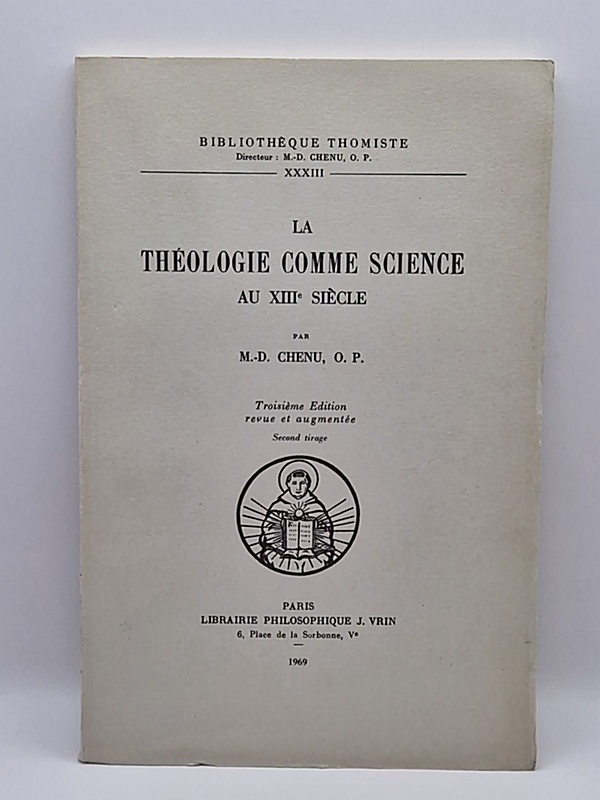 BIBLIOTHÈQUE THOMISTE
Directeur : M.-D. CHENU, O. P.
XXXIII
LA
THÉOLOGIE COMME SCIENCE
AU XIIIe SIÈCLE
PAR
M.-D. CHENU, O. P.
Troisième Edition
revue et augmentée
Second tirage
PARIS
LIBRAIRIE PHILOSOPHIQUE J. VRIN
6, Place de la Sorbonne, Ve
1969